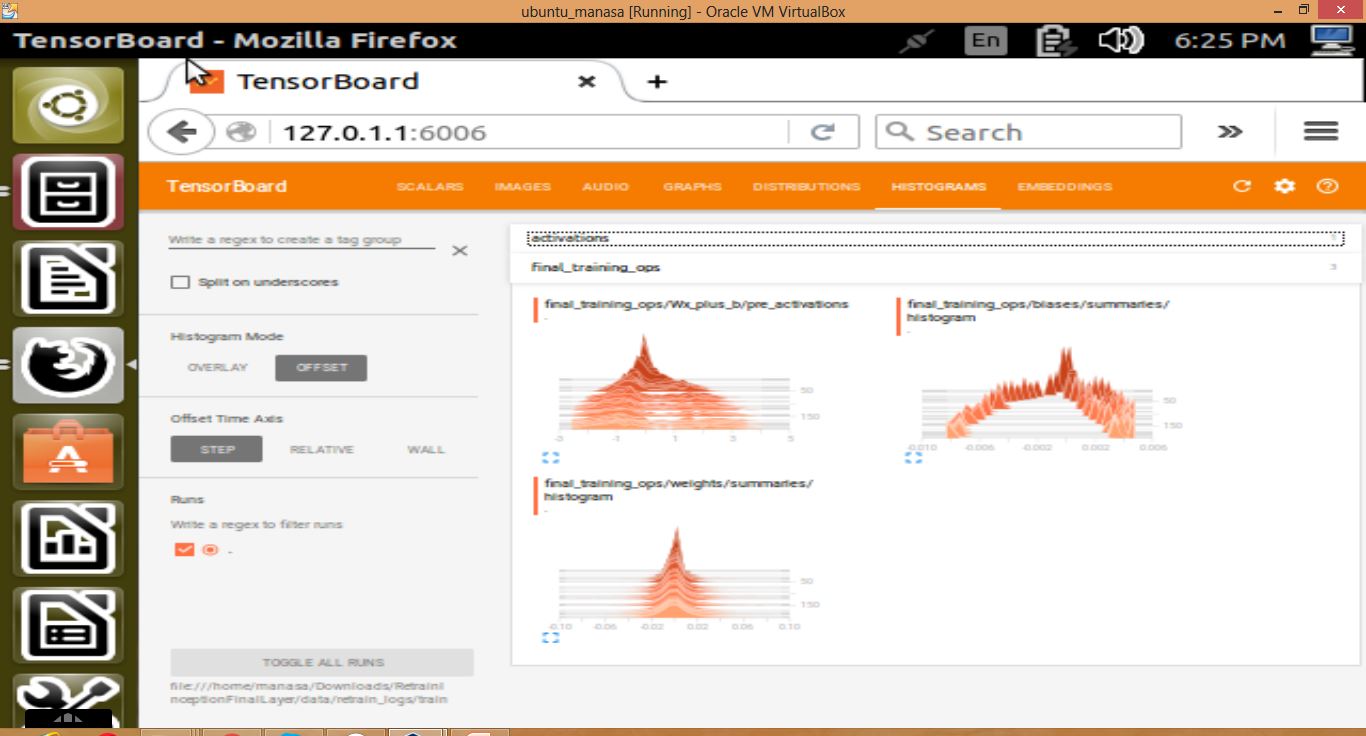 ubuntu_manasa [Running] - Oracle VM VirtualBox
TensorBoard - Mozilla Firefox
En
6:25 PM
TensorBoard
127.0.1.1:6006
Search
TensorBoard
SCALARS
IMAGES
AUDIO
GRAPHS
DISTRIBUTIONS
HISTOGRAMS
EMBEDDINGS
Write a regex to create a tag group
Split on underscores
Histogram Mode
OVERLAY
OFFSET
Offset Time Axis
STEP
RELATIVE
WALL
Runs
Write a regex to filter runs
-
TOGGLE ALL RUNS
file:///home/manasa/Downloads/RetrainI
nceptionFinalLayer/data/retrain_logs/train
activations
final_training_ops
3
final_training_ops/Wx_plus_b/pre_activations
-
50
150
-3 -1 1 3 5
final_training_ops/biases/summaries/
histogram
-
50
150
-0.010 -0.006 -0.002 0.002 0.006
final_training_ops/weights/summaries/
histogram
-
50
150
-0.10 -0.06 -0.02 0.02 0.06 0.10